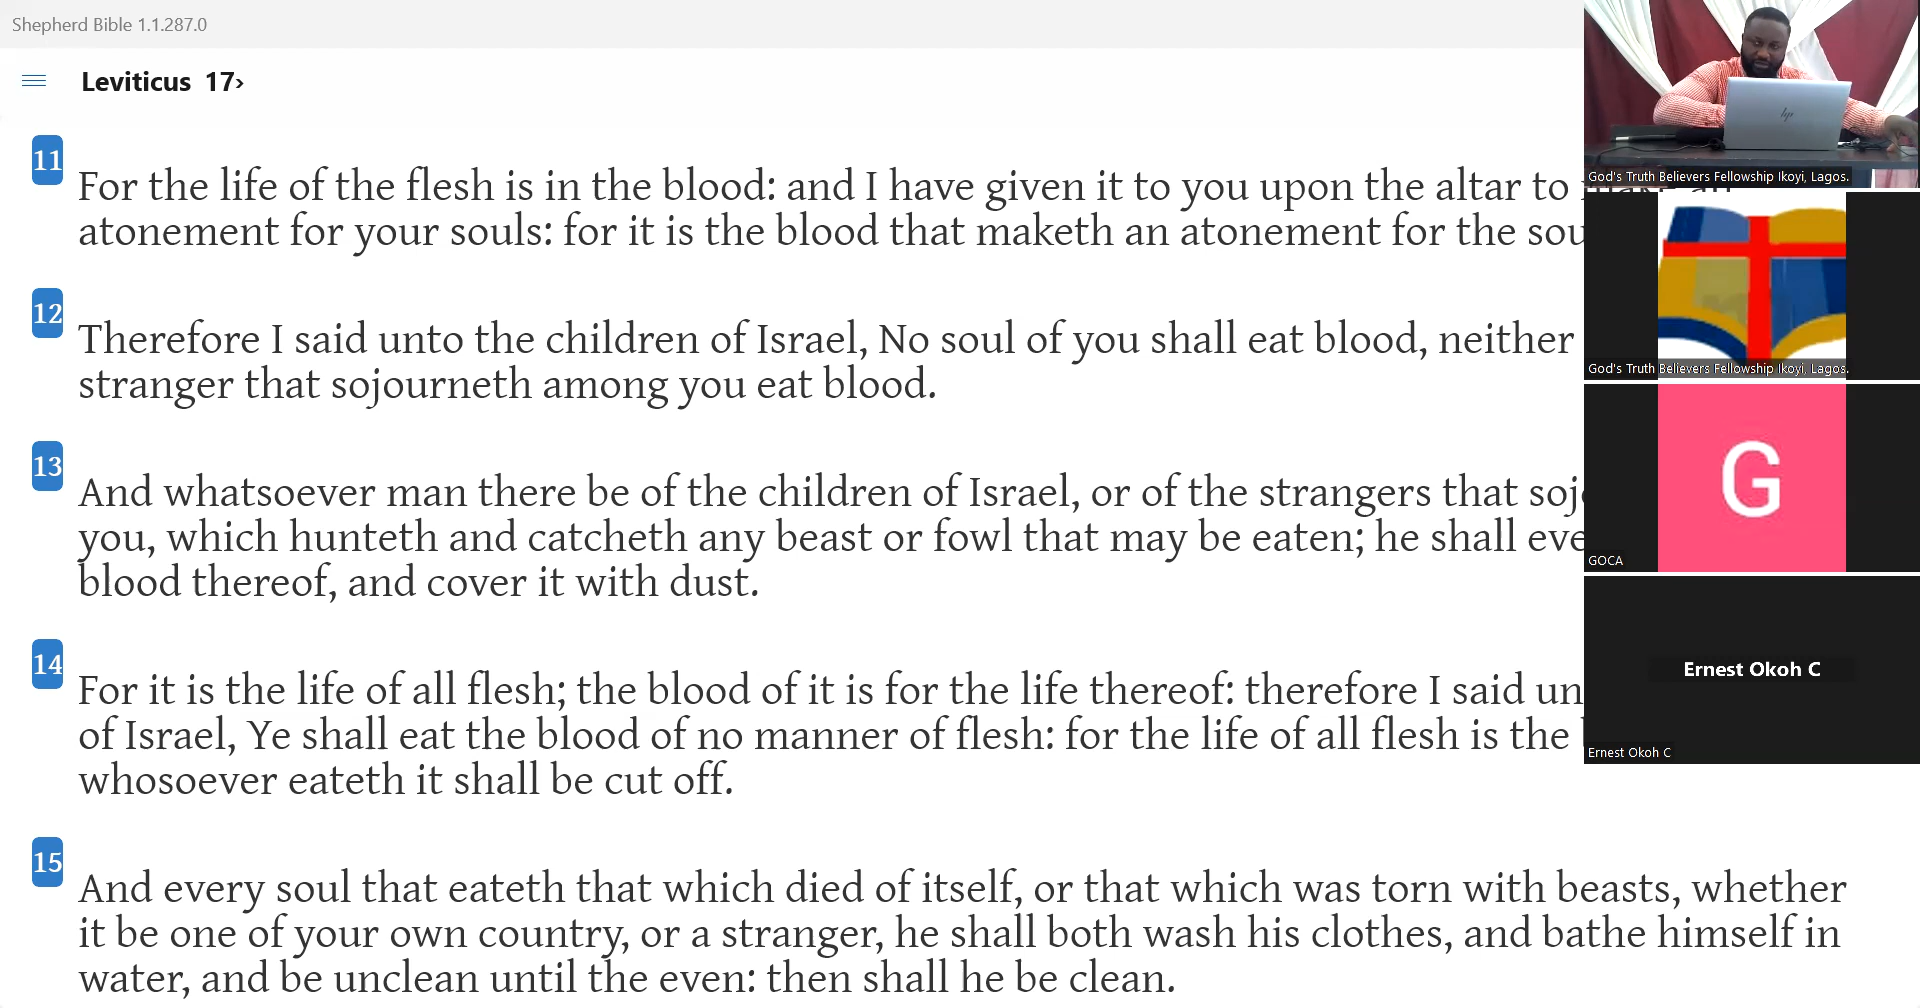 Shepherd Bible 1.1.287.0
Leviticus 17›
11
For the life of the flesh is in the blood: and I have given it to you upon the altar to
atonement for your souls: for it is the blood that maketh an atonement for the
12
Therefore I said unto the children of Israel, No soul of you shall eat blood, neither
stranger that sojourneth among you eat blood.
13
And whatsoever man there be of the children of Israel, or of the strangers that
you, which hunteth and catcheth any beast or fowl that may be eaten; he shall
blood thereof, and cover it with dust.
14
For it is the life of all flesh; the blood of it is for the life thereof: therefore I said
of Israel, Ye shall eat the blood of no manner of flesh: for the life of all flesh is the
whosoever eateth it shall be cut off.
15
And every soul that eateth that which died of itself, or that which was torn with beasts, whether
it be one of your own country, or a stranger, he shall both wash his clothes, and bathe himself in
water, and be unclean until the even: then shall he be clean.
hp
God's Truth Believers Fellowship Ikoyi, Lagos.
God's Truth Believers Fellowship Ikoyi, Lagos.
G
GOCA
Ernest Okoh C
Ernest Okoh C